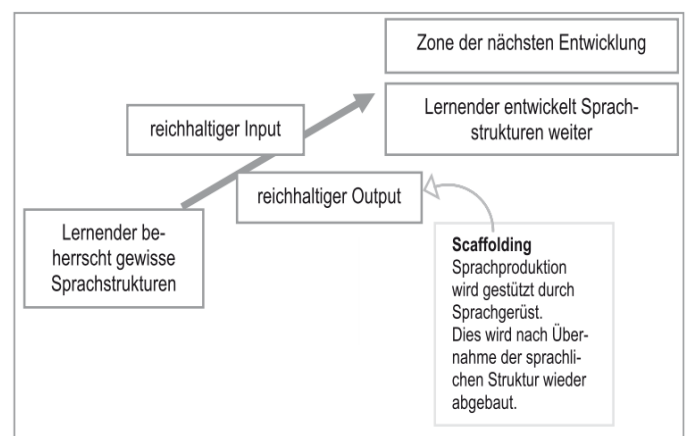 Zone der nächsten Entwicklung
Lernender entwickelt Sprach-
strukturen weiter
reichhaltiger Input
reichhaltiger Output
Lernender be-
herrscht gewisse
Sprachstrukturen
Scaffolding
Sprachproduktion
wird gestützt durch
Sprachgerüst.
Dies wird nach Über-
nahme der sprachli-
chen Struktur wieder
abgebaut.